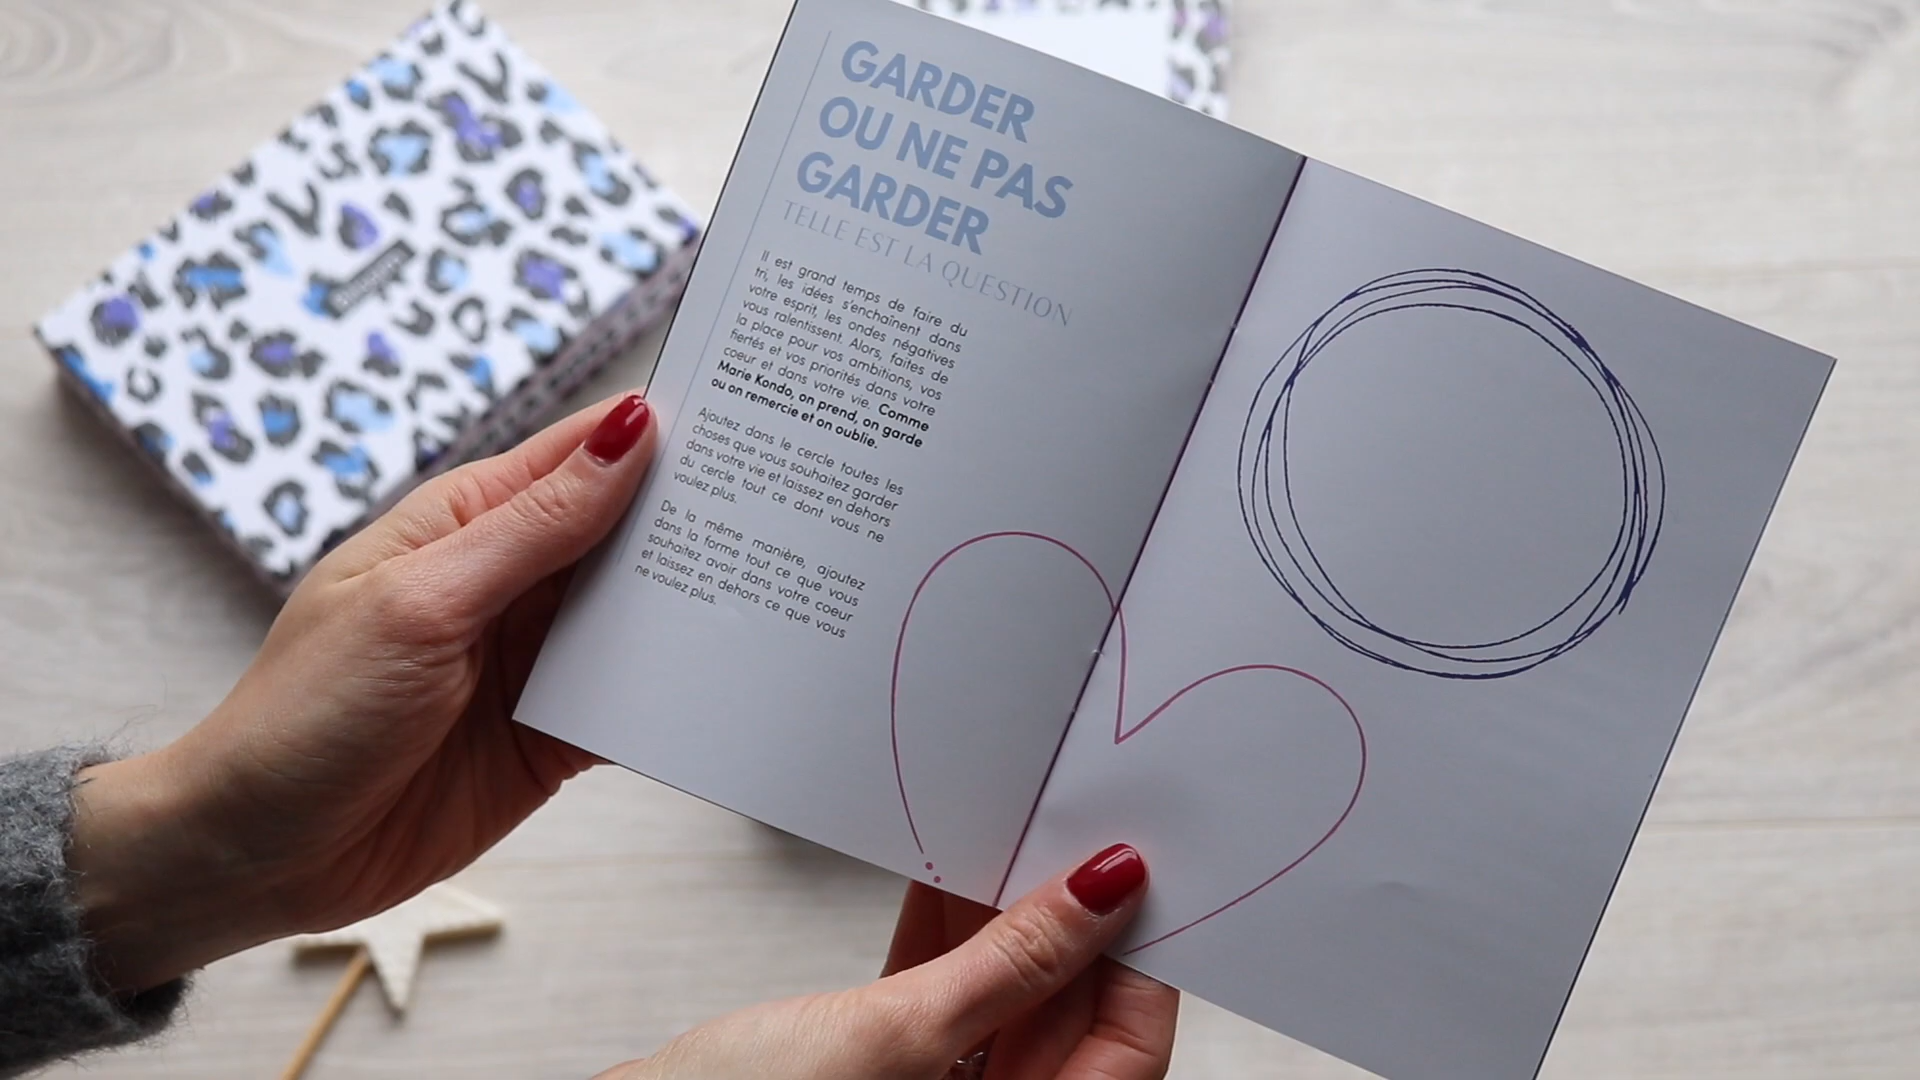 GARDER
OU NE PAS
GARDER
TELLE EST LA QUESTION
Il est grand temps de faire du
tri, les idées s'enchaînent dans
votre esprit, les ondes négatives
vous ralentissent. Alors, faites de
la place pour vos ambitions, vos
fiertés et vos priorités dans votre
coeur et dans votre vie. Comme
Marie Kondo, on prend, on garde
ou on remercie et on oublie.
Ajoutez dans le cercle toutes les
choses que vous souhaitez garder
dans votre vie et laissez en dehors
du cercle tout ce dont vous ne
voulez plus.
De la même manière, ajoutez
dans la forme tout ce que vous
souhaitez avoir dans votre coeur
et laissez en dehors ce que vous
ne voulez plus.